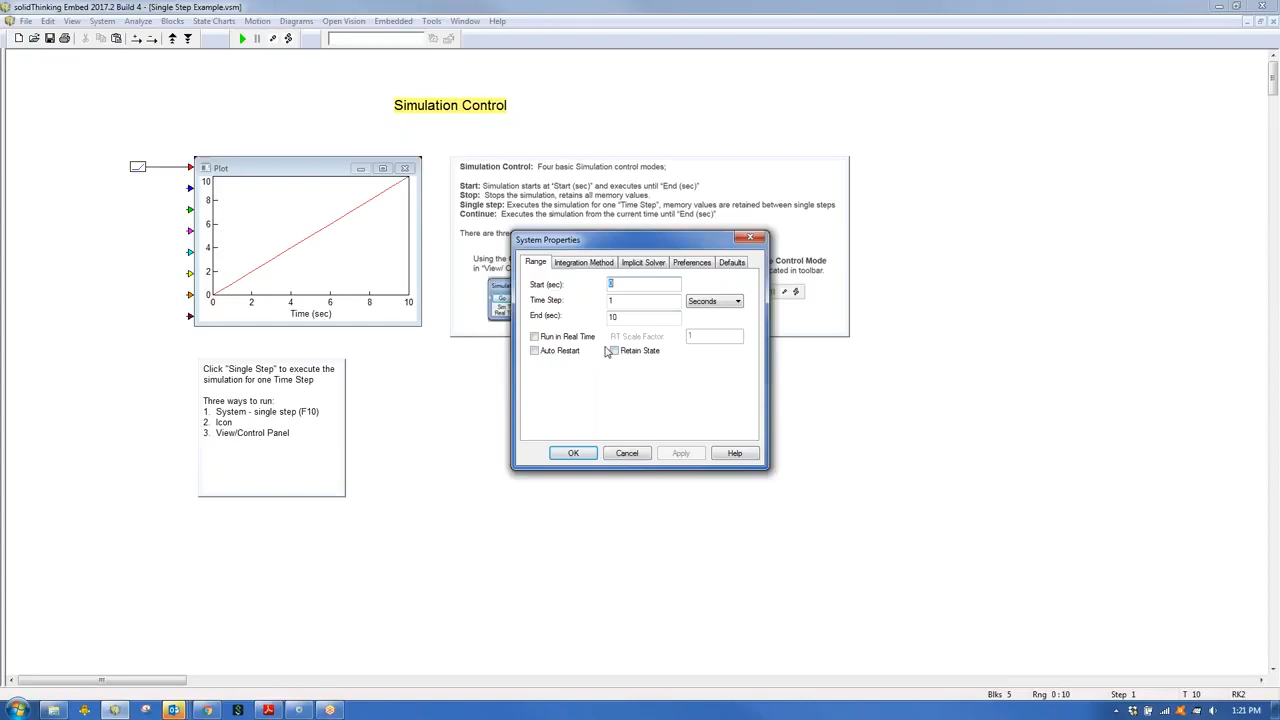 solidThinking Embed 2017.2 Build 4 - [Single Step Example.vsm]
File Edit View System Analyze Blocks State Charts Motion Diagrams Open Vision Embedded Tools Window Help
Simulation Control
Plot
10
8
6
4
2
0
0 2 4 6 8 10
Time (sec)
Simulation Control: Four basic Simulation control modes;
Start: Simulation starts at "Start (sec)" and executes until "End (sec)"
Stop: Stops the simulation, retains all memory values.
Single step: Executes the simulation for one "Time Step", memory values are retained between single steps
Continue: Executes the simulation from the current time until "End (sec)"
There are three
Using the
in "View/
e Control Mode
cated in toolbar.
System Properties
Range Integration Method Implicit Solver Preferences Defaults
Start (sec): 0
Time Step: 1 Seconds
End (sec): 10
Run in Real Time RT Scale Factor: 1
Auto Restart Retain State
OK Cancel Apply Help
Click "Single Step" to execute the
simulation for one Time Step
Three ways to run:
1. System - single step (F10)
2. Icon
3. View/Control Panel
Blks 5 Rng 0:10 Step 1 T 10 RK2
1:21 PM